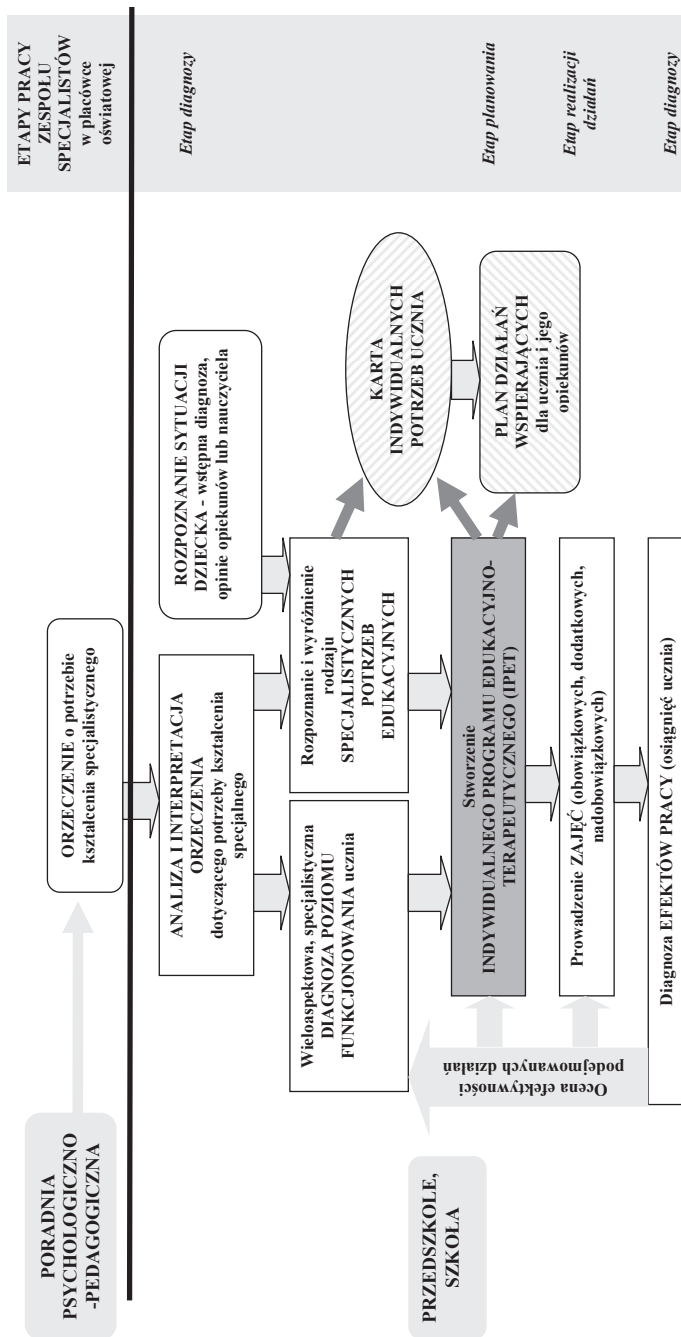 PORADNIA
PSYCHOLOGICZNO
-PEDAGOGICZNA
ORZECZENIE o potrzebie
kształcenia specjalistycznego
ETAPY PRACY
ZESPOŁU
SPECJALISTÓW
w placówce
oświatowej
ANALIZA I INTERPRETACJA
ORZECZENIA
dotyczącego potrzeby kształcenia
specjalnego
ROZPOZNANIE SYTUACJI
DZIECKA - wstępna diagnoza,
opinie opiekunów lub nauczyciela
Etap diagnozy
Wieloaspektowa, specjalistyczna
DIAGNOZA POZIOMU
FUNKCJONOWANIA ucznia
Rozpoznanie i wyróżnienie
rodzaju
SPECJALISTYCZNYCH
POTRZEB
EDUKACYJNYCH
KARTA
INDYWIDUALNYCH
POTRZEB UCZNIA
PRZEDSZKOLE,
SZKOŁA
Stworzenie
INDYWIDUALNEGO PROGRAMU EDUKACYJNO-
TERAPEUTYCZNEGO (IPET)
PLAN DZIAŁAŃ
WSPIERAJĄCYCH
dla ucznia i jego
opiekunów
Etap planowania
Ocena efektywności
podejmowanych działań
Prowadzenie ZAJĘĆ (obowiązkowych, dodatkowych,
nadobowiązkowych)
Etap realizacji
działań
Diagnoza EFEKTÓW PRACY (osiągnięć ucznia)
Etap diagnozy